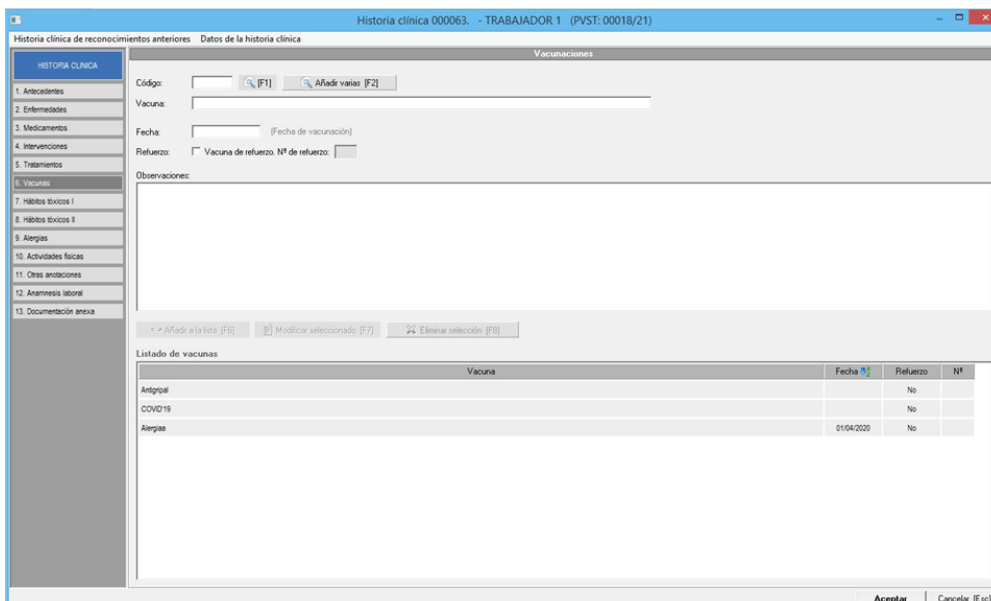 Historia clínica 000063. - TRABAJADOR 1 (PVST: 00018/21)
Historia clínica de reconocimientos anteriores Datos de la historia clínica
HISTORIA CLINICA
1. Antecedentes
2. Enfermedades
3. Medicamentos
4. Intervenciones
5. Tratamientos
6. Vacunas
7. Hábitos tóxicos I
8. Hábitos tóxicos II
9. Alergias
10. Actividades físicas
11. Otras anotaciones
12. Anamnesis laboral
13. Documentación anexa
Vacunaciones
Código: [F1] Añadir varias [F2]
Vacuna:
Fecha: (Fecha de vacunación)
Refuerzo: Vacuna de refuerzo. Nº de refuerzo:
Observaciones:
Añadir a la lista [F6] Modificar seleccionado [F7] Eliminar selección [F8]
Listado de vacunas
Vacuna Fecha Refuerzo Nº
Antigripal No
COVID'19 No
Alergias 01/04/2020 No
Aceptar Cancelar [Esc]